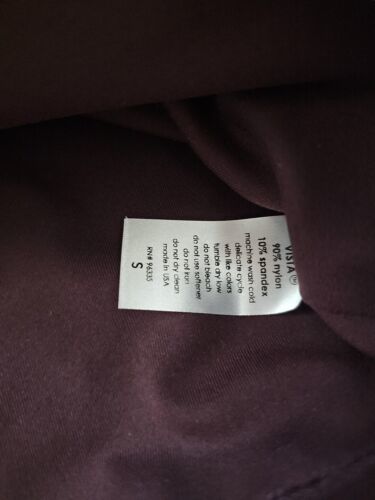 VISTA ™
90% nylon
10% spandex
machine wash cold
delicate cycle
with like colors
tumble dry low
do not bleach
do not use softener
do not iron
do not dry clean
made in USA
RN# 96335
S